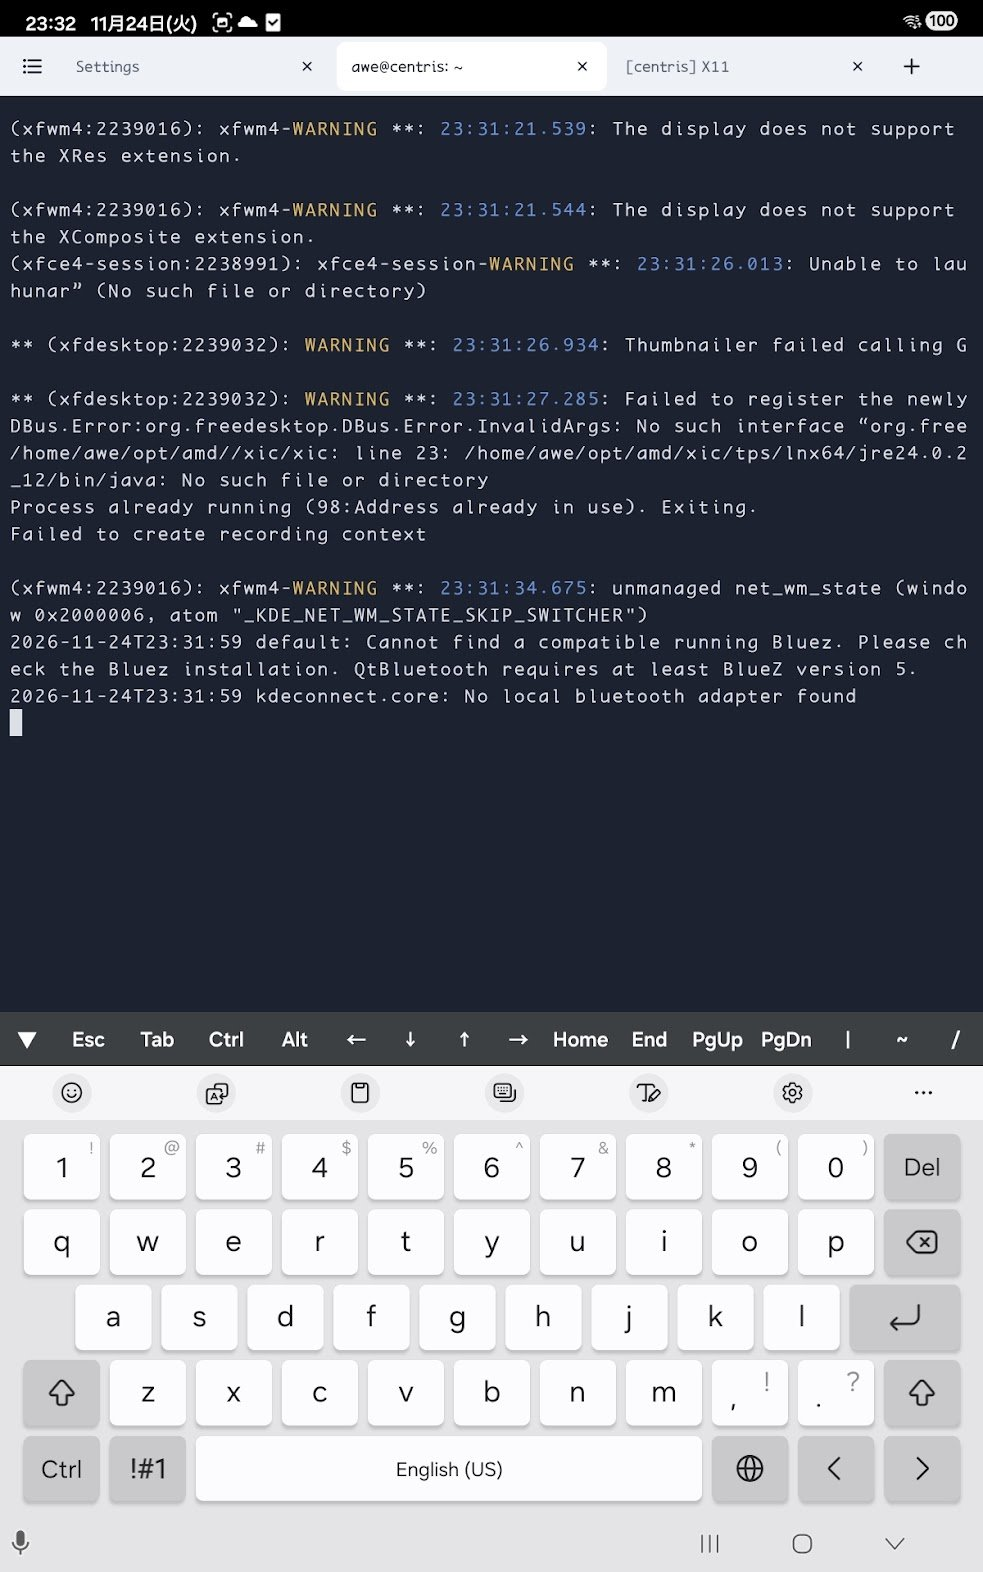 23:32 11月24日(火) 100
Settings × awe@centris: ~ × [centris] X11 × +
(xfwm4:2239016): xfwm4-WARNING **: 23:31:21.539: The display does not support
the XRes extension.
(xfwm4:2239016): xfwm4-WARNING **: 23:31:21.544: The display does not support
the XComposite extension.
(xfce4-session:2238991): xfce4-session-WARNING **: 23:31:26.013: Unable to lau
hunar” (No such file or directory)
** (xfdesktop:2239032): WARNING **: 23:31:26.934: Thumbnailer failed calling G
** (xfdesktop:2239032): WARNING **: 23:31:27.285: Failed to register the newly
DBus.Error:org.freedesktop.DBus.Error.InvalidArgs: No such interface “org.free
/home/awe/opt/amd//xic/xic: line 23: /home/awe/opt/amd/xic/tps/lnx64/jre24.0.2
_12/bin/java: No such file or directory
Process already running (98:Address already in use). Exiting.
Failed to create recording context
(xfwm4:2239016): xfwm4-WARNING **: 23:31:34.675: unmanaged net_wm_state (windo
w 0x2000006, atom "_KDE_NET_WM_STATE_SKIP_SWITCHER")
2026-11-24T23:31:59 default: Cannot find a compatible running Bluez. Please ch
eck the Bluez installation. QtBluetooth requires at least BlueZ version 5.
2026-11-24T23:31:59 kdeconnect.core: No local bluetooth adapter found
▼ Esc Tab Ctrl Alt ← ↓ ↑ → Home End PgUp PgDn | ~ /
1 ! 2 @ 3 # 4 $ 5 % 6 ^ 7 & 8 * 9 ( 0 ) Del
q w e r t y u i o p
a s d f g h j k l
z x c v b n m , ! . ?
Ctrl !#1 English (US) < >